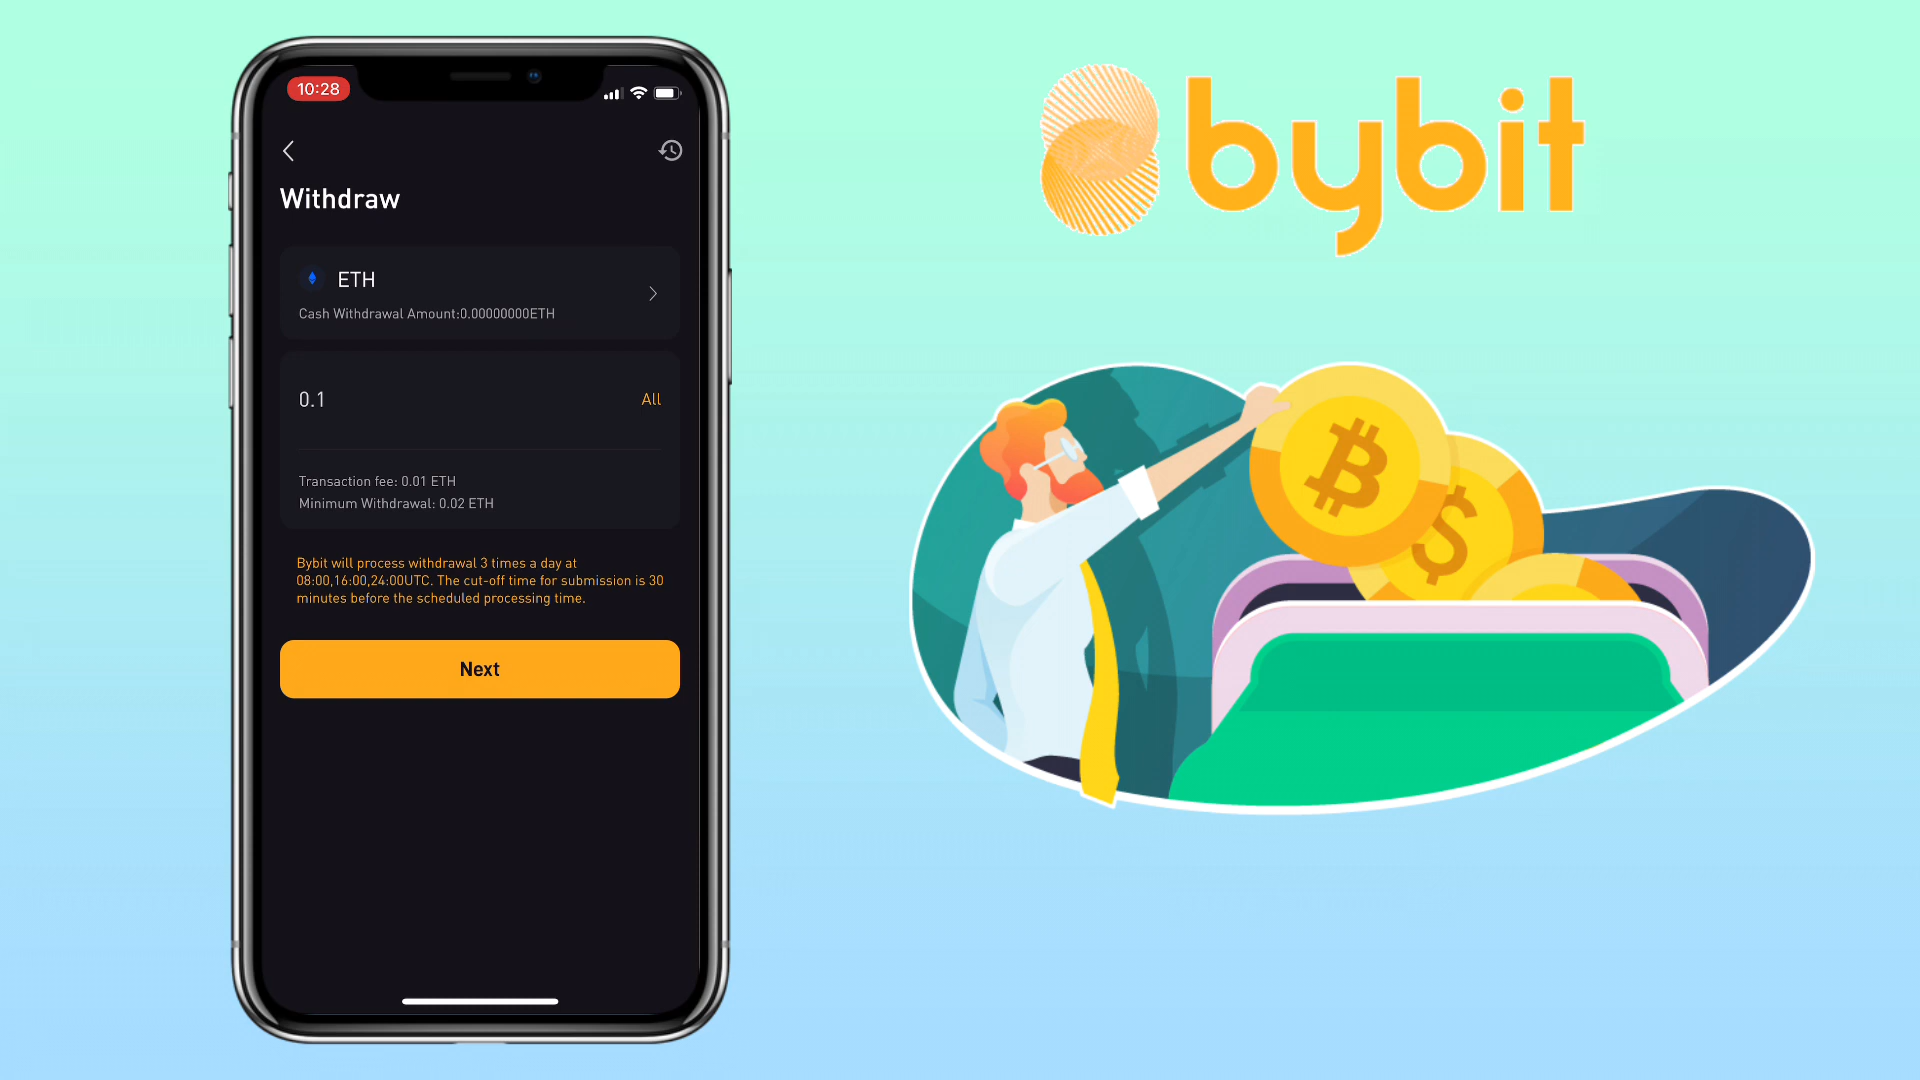 10:28
Withdraw
ETH
Cash Withdrawal Amount:0.00000000ETH
0.1
All
Transaction fee: 0.01 ETH
Minimum Withdrawal: 0.02 ETH
Bybit will process withdrawal 3 times a day at
08:00,16:00,24:00UTC. The cut-off time for submission is 30
minutes before the scheduled processing time.
Next
bybit